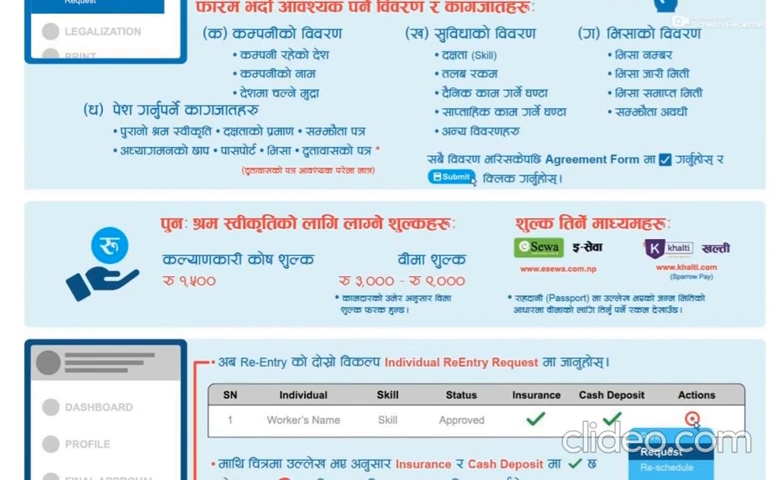 Request
LEGALIZATION
PRINT
फारम भर्दा आवश्यक पर्ने विवरण र कागजातहरुः
(क) कम्पनीको विवरण
• कम्पनी रहेको देश
• कम्पनीको नाम
• देशमा चल्ने मुद्रा
(ख) सुविधाको विवरण
• दक्षता (Skill)
• तलब रकम
• दैनिक काम गर्ने घण्टा
• साप्ताहिक काम गर्ने घण्टा
• अन्य विवरणहरु
(ग) भिसाको विवरण
• भिसा नम्बर
• भिसा जारी मिती
• भिसा समाप्त मिती
• सम्झौता अवधी
(घ) पेश गर्नुपर्ने कागजातहरु
• पुरानो श्रम स्वीकृति • दक्षताको प्रमाण • सम्झौता पत्र
• अध्यागमनको छाप • पासपोर्ट • भिसा • दुतावासको पत्र *
(दुतावासको पत्र आवश्यक परेमा मात्र)
सबै विवरण भरिसकेपछि Agreement Form मा गर्नुहोस् र
Submit क्लिक गर्नुहोस् ।
पुनः श्रम स्वीकृतिको लागि लाग्ने शुल्कहरुः
रू
कल्याणकारी कोष शुल्क
रु १,५००
वीमा शुल्क
रु ३,००० - रु ९,०००
* कामदारको उमेर अनुसार विमा
शुल्क फरक हुन्छ ।
शुल्क तिर्ने माध्यमहरुः
eSewa इ-सेवा
www.esewa.com.np
khalti खल्ती
www.khalti.com
(Sparrow Pay)
* राहदानी (Passport) मा उल्लेख भएको जन्म मितिको
आधारमा वीमाको लागि तिर्नु पर्ने रकम देखाउँछ ।
DASHBOARD
PROFILE
FINAL APPROVAL
• अब Re-Entry को दोस्रो विकल्प Individual ReEntry Request मा जानुहोस् ।
SN Individual Skill Status Insurance Cash Deposit Actions
1 Worker's Name Skill Approved
Request
Re-schedule
clideo.com
• माथि चित्रमा उल्लेख भए अनुसार Insurance र Cash Deposit मा छ